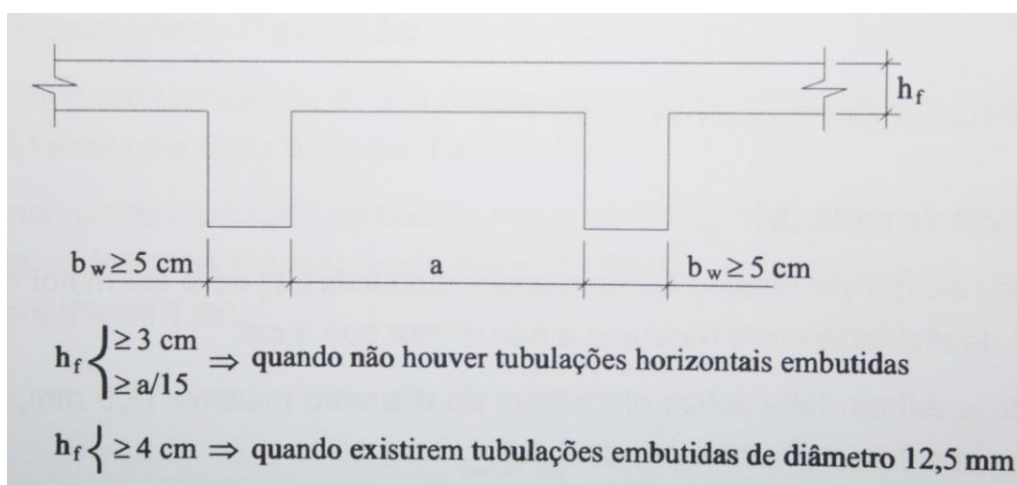 h_f
b_w ≥ 5 cm a b_w ≥ 5 cm
h_f { ≥ 3 cm
≥ a/15 ⇒ quando não houver tubulações horizontais embutidas
h_f { ≥ 4 cm ⇒ quando existirem tubulações embutidas de diâmetro 12,5 mm